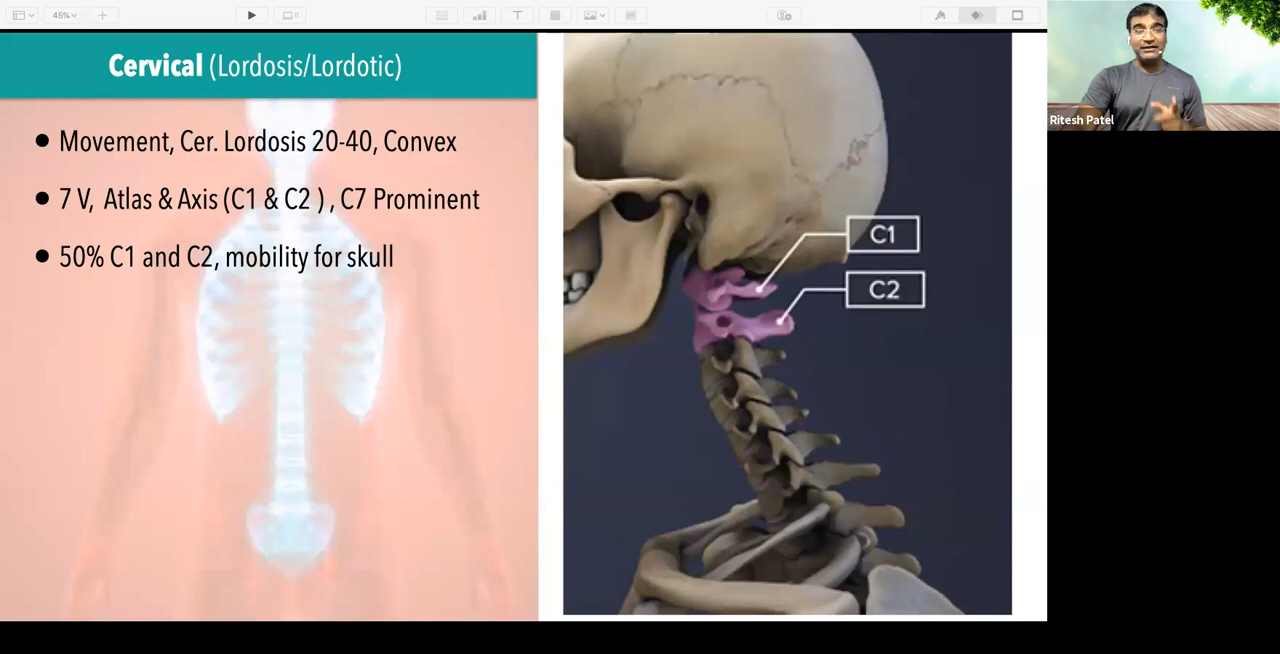 45%
Cervical (Lordosis/Lordotic)
• Movement, Cer. Lordosis 20-40, Convex
• 7 V, Atlas & Axis (C1 & C2 ) , C7 Prominent
• 50% C1 and C2, mobility for skull
C1
C2
Ritesh Patel